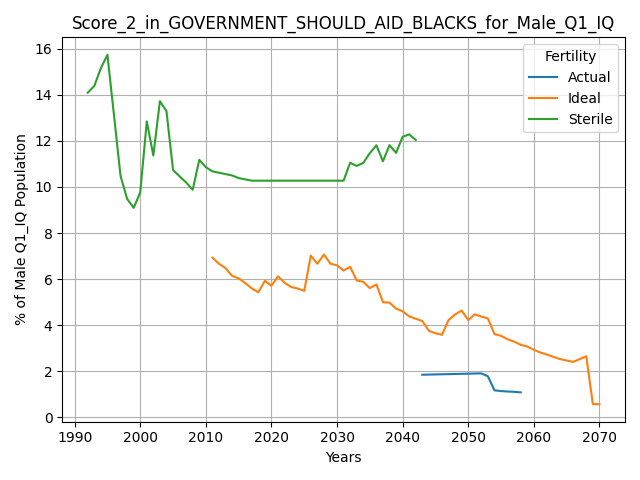 Score_2_in_GOVERNMENT_SHOULD_AID_BLACKS_for_Male_Q1_IQ
Fertility
Actual
Ideal
Sterile
% of Male Q1_IQ Population
16
14
12
10
8
6
4
2
0
1990 2000 2010 2020 2030 2040 2050 2060 2070
Years